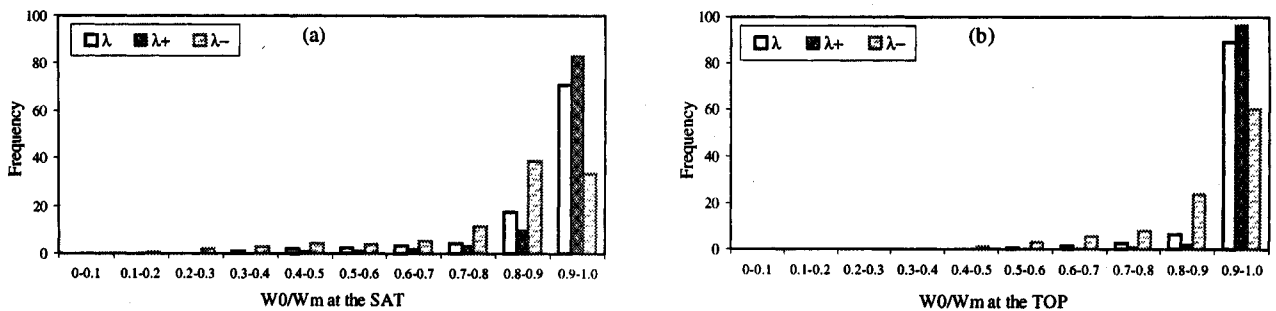 (a)
λ λ+ λ−
100
80
60
40
20
0
Frequency
0-0.1 0.1-0.2 0.2-0.3 0.3-0.4 0.4-0.5 0.5-0.6 0.6-0.7 0.7-0.8 0.8-0.9 0.9-1.0
W0/Wm at the SAT
(b)
λ λ+ λ−
100
80
60
40
20
0
Frequency
0-0.1 0.1-0.2 0.2-0.3 0.3-0.4 0.4-0.5 0.5-0.6 0.6-0.7 0.7-0.8 0.8-0.9 0.9-1.0
W0/Wm at the TOP